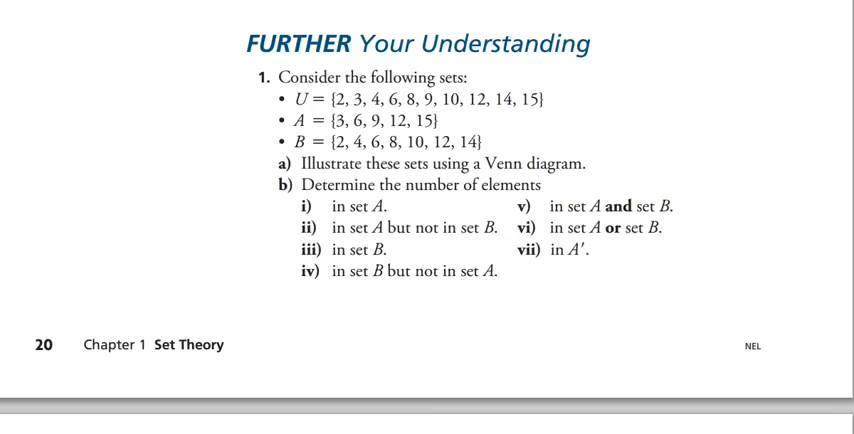 FURTHER Your Understanding
1. Consider the following sets:
• U = {2, 3, 4, 6, 8, 9, 10, 12, 14, 15}
• A = {3, 6, 9, 12, 15}
• B = {2, 4, 6, 8, 10, 12, 14}
a) Illustrate these sets using a Venn diagram.
b) Determine the number of elements
i) in set A.
ii) in set A but not in set B.
iii) in set B.
iv) in set B but not in set A.
v) in set A and set B.
vi) in set A or set B.
vii) in A′.
20 Chapter 1 Set Theory
NEL